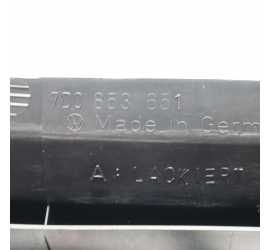 7D0 853 651
Made in Germ
A·LACKIERT